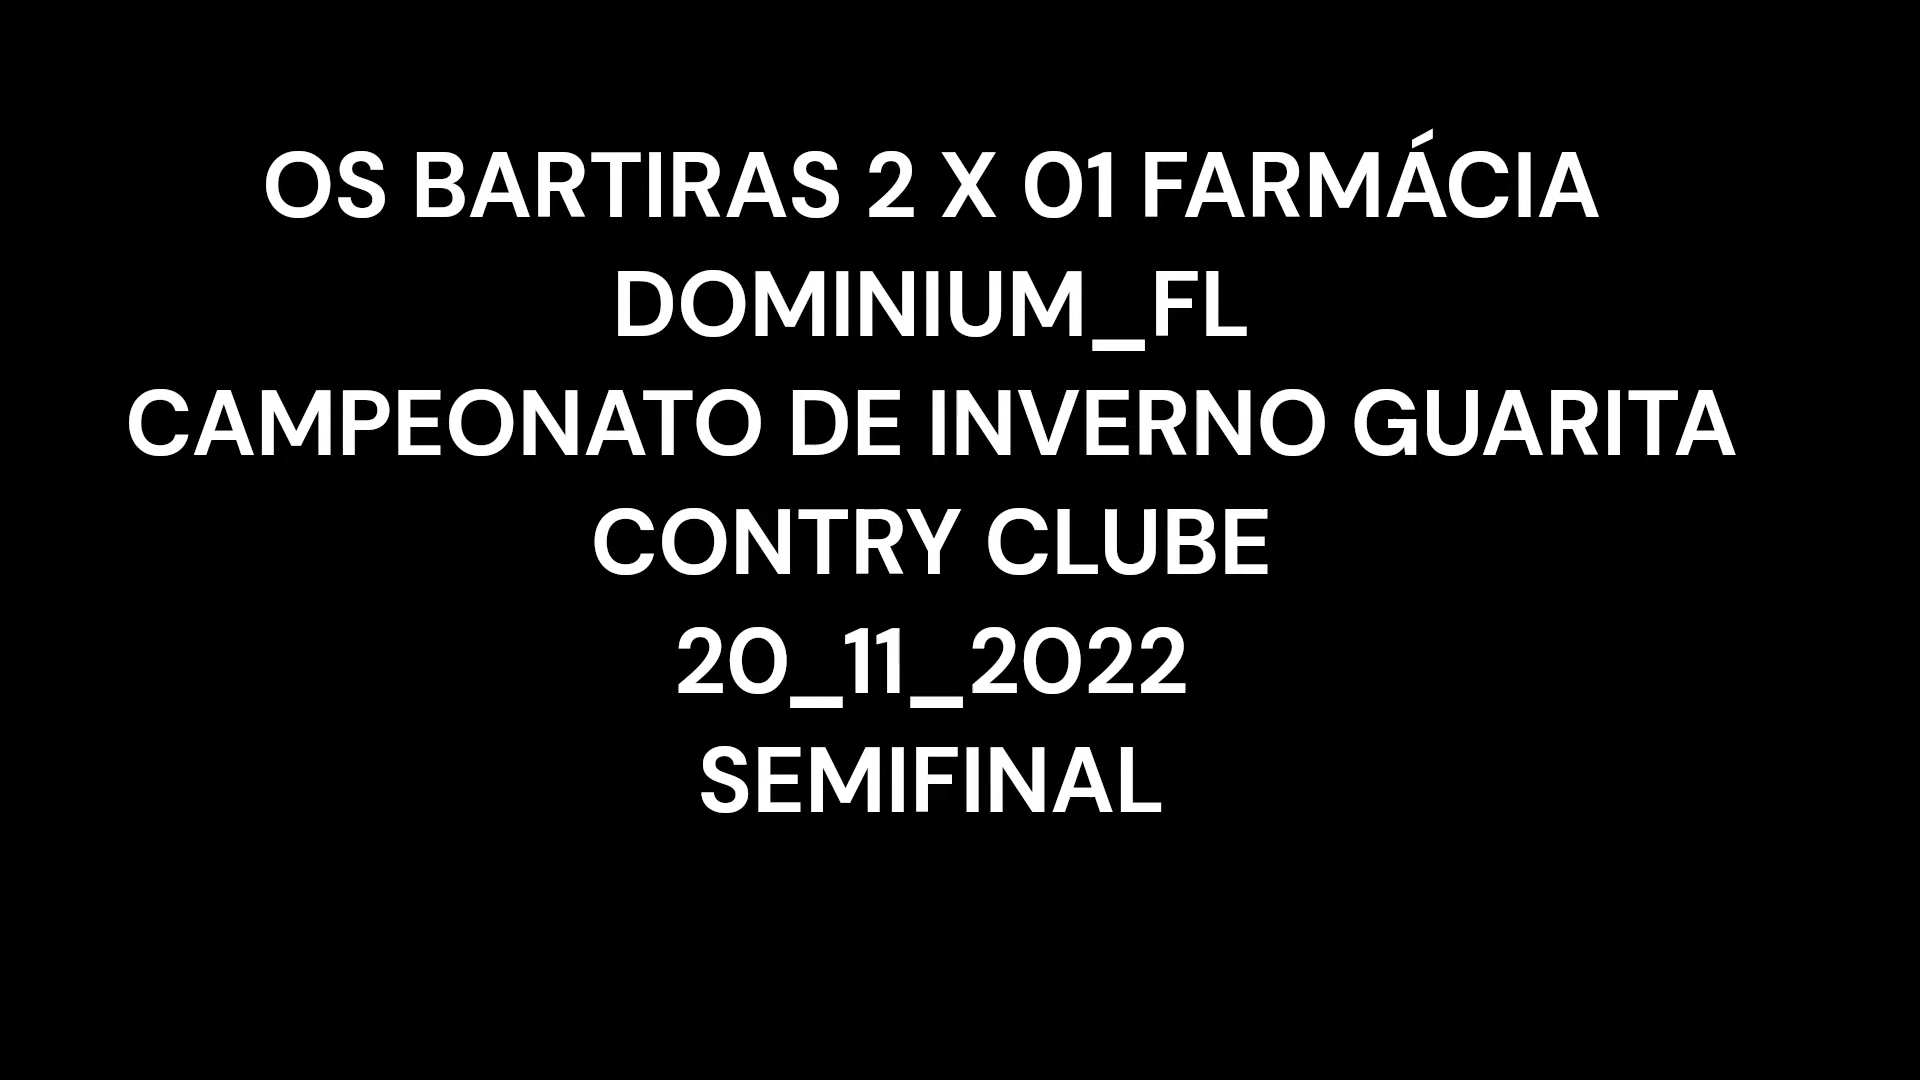 OS BARTIRAS 2 X 01 FARMÁCIA
DOMINIUM_FL
CAMPEONATO DE INVERNO GUARITA
CONTRY CLUBE
20_11_2022
SEMIFINAL